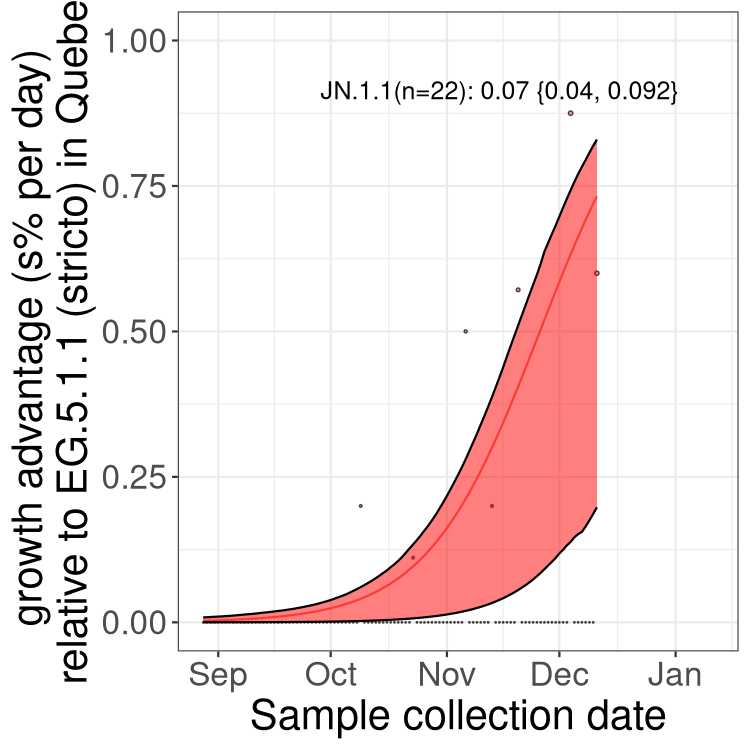 growth advantage (s% per day)
relative to EG.5.1.1 (stricto) in Quebe
1.00
0.75
0.50
0.25
0.00
JN.1.1(n=22): 0.07 {0.04, 0.092}
Sep Oct Nov Dec Jan
Sample collection date